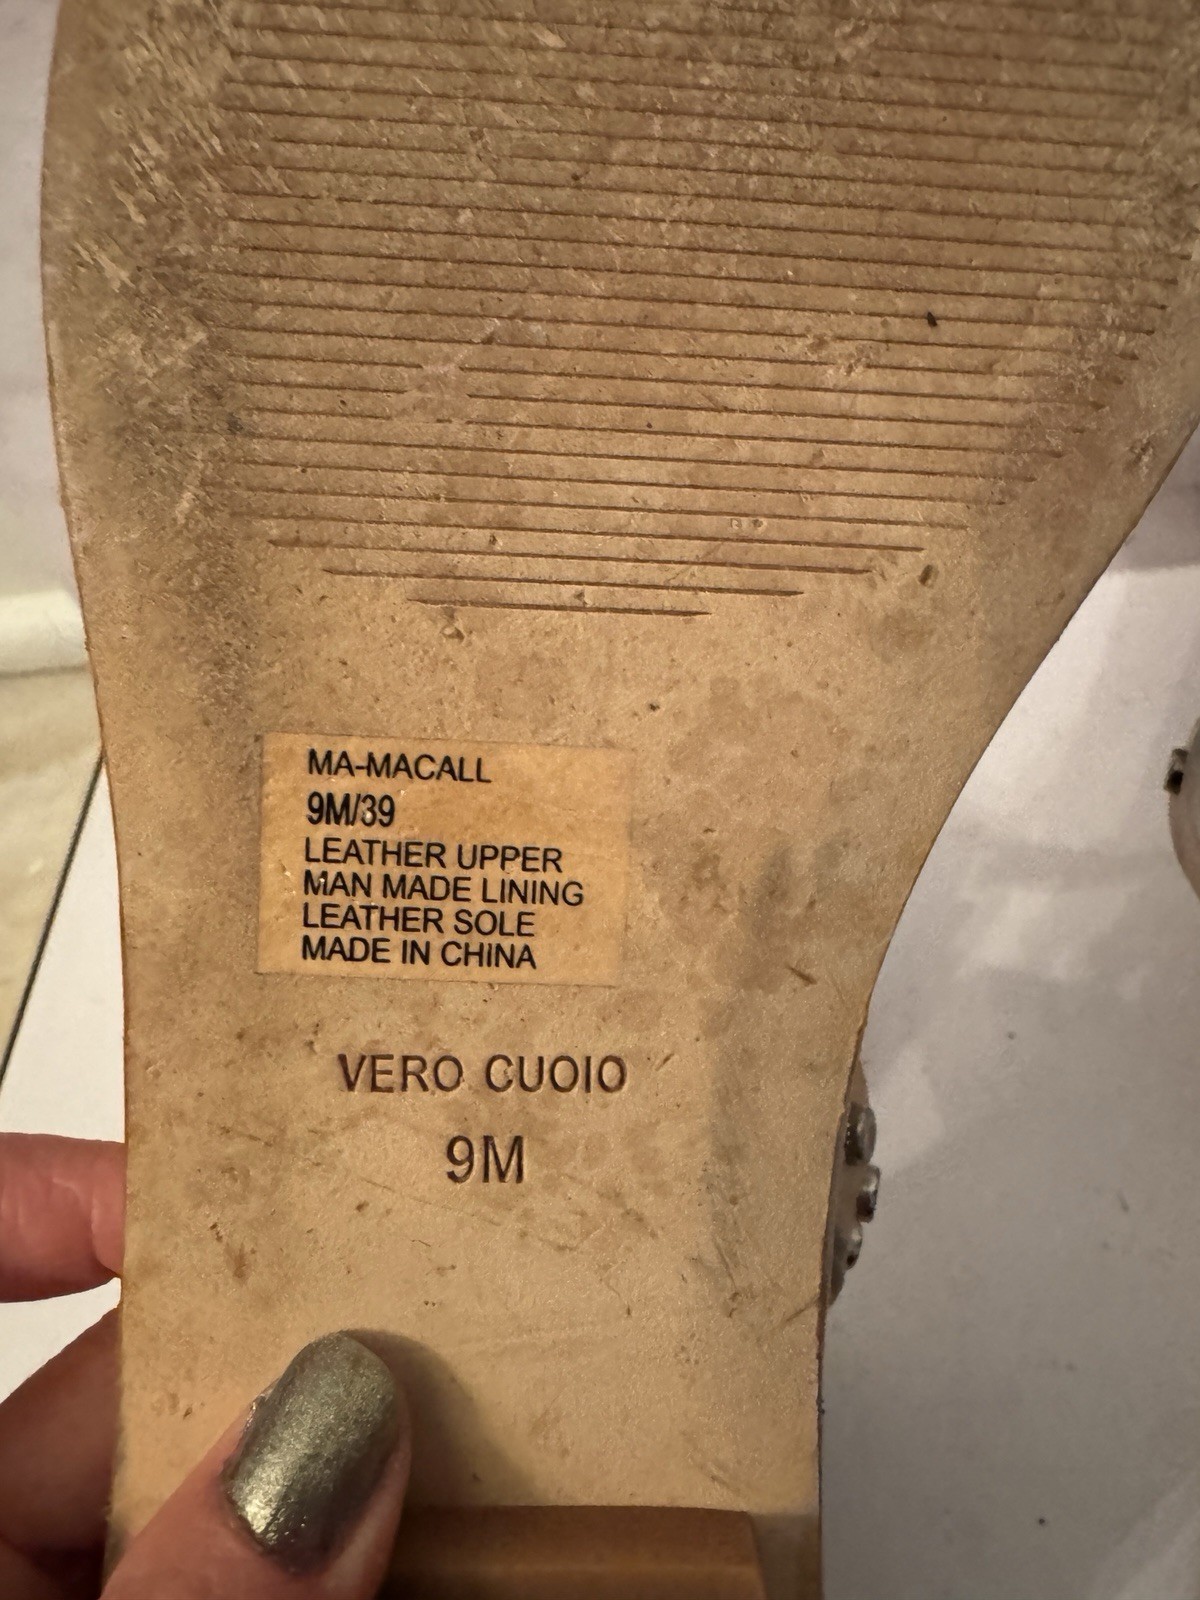 MA-MACALL
9M/39
LEATHER UPPER
MAN MADE LINING
LEATHER SOLE
MADE IN CHINA
VERO CUOIO
9M